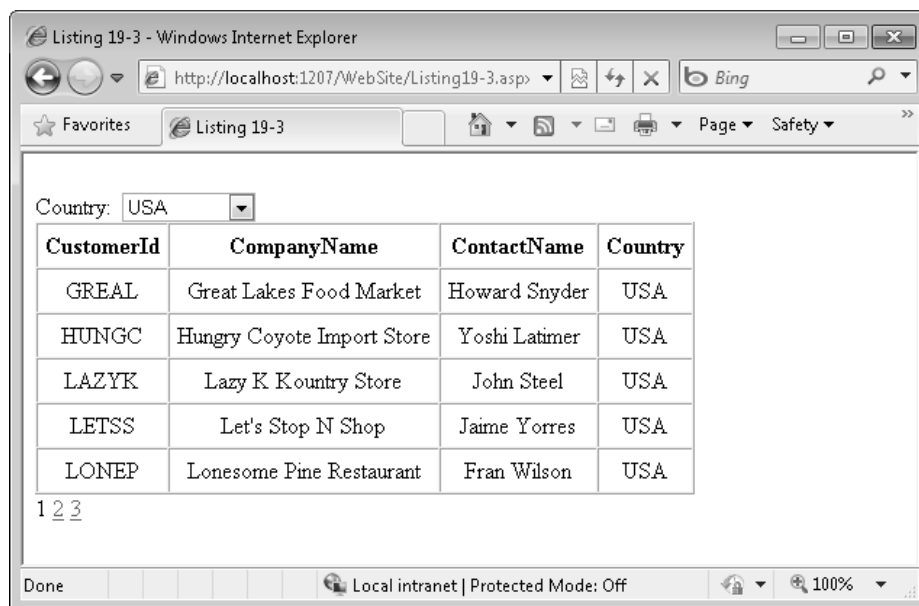 Listing 19-3 - Windows Internet Explorer
http://localhost:1207/WebSite/Listing19-3.asp
Bing
Favorites Listing 19-3 Page Safety »
Country: USA
CustomerId CompanyName ContactName Country
GREAL Great Lakes Food Market Howard Snyder USA
HUNGC Hungry Coyote Import Store Yoshi Latimer USA
LAZYK Lazy K Kountry Store John Steel USA
LETSS Let's Stop N Shop Jaime Yorres USA
LONEP Lonesome Pine Restaurant Fran Wilson USA
1 2 3
Done Local intranet | Protected Mode: Off 100%